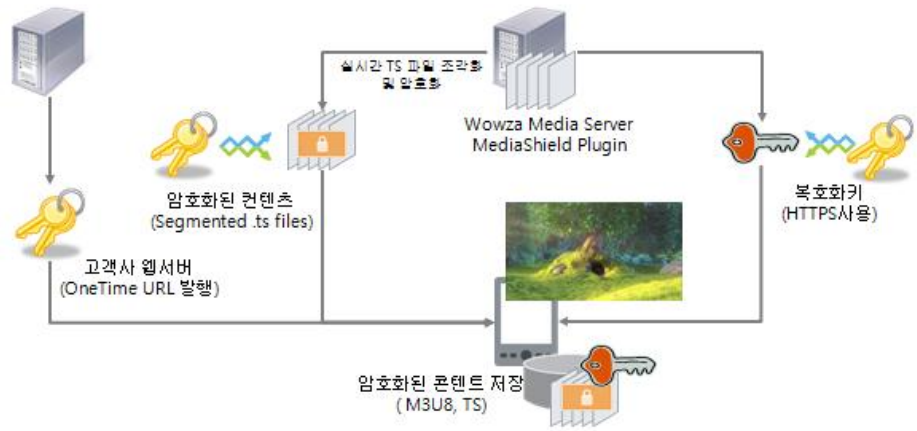 실시간 TS 파일 조각화
및 암호화
Wowza Media Server
MediaShield Plugin
암호화된 컨텐츠
(Segmented .ts files)
복호화키
(HTTPS사용)
고객사 웹서버
(OneTime URL 발행)
암호화된 콘텐트 저장
( M3U8, TS)